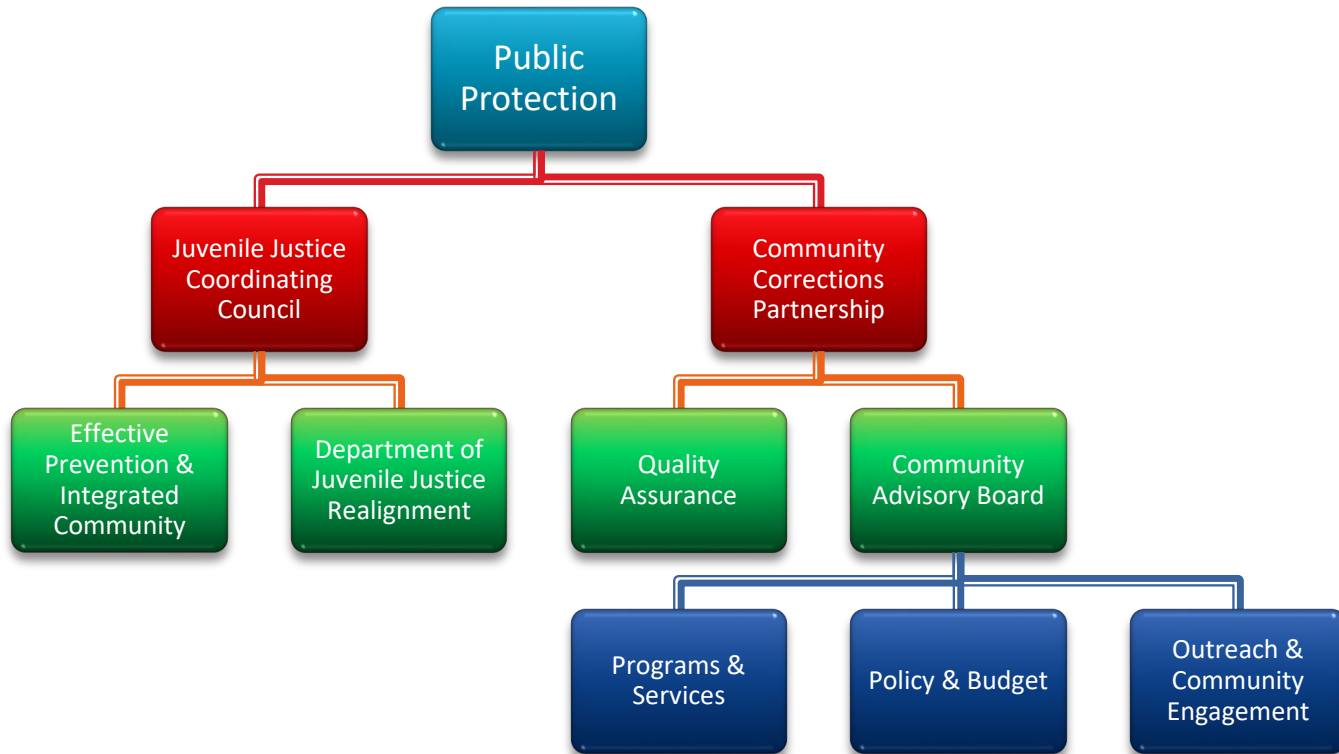 Public
Protection
Juvenile Justice
Coordinating
Council
Community
Corrections
Partnership
Effective
Prevention &
Integrated
Community
Department of
Juvenile Justice
Realignment
Quality
Assurance
Community
Advisory Board
Programs &
Services
Policy & Budget
Outreach &
Community
Engagement